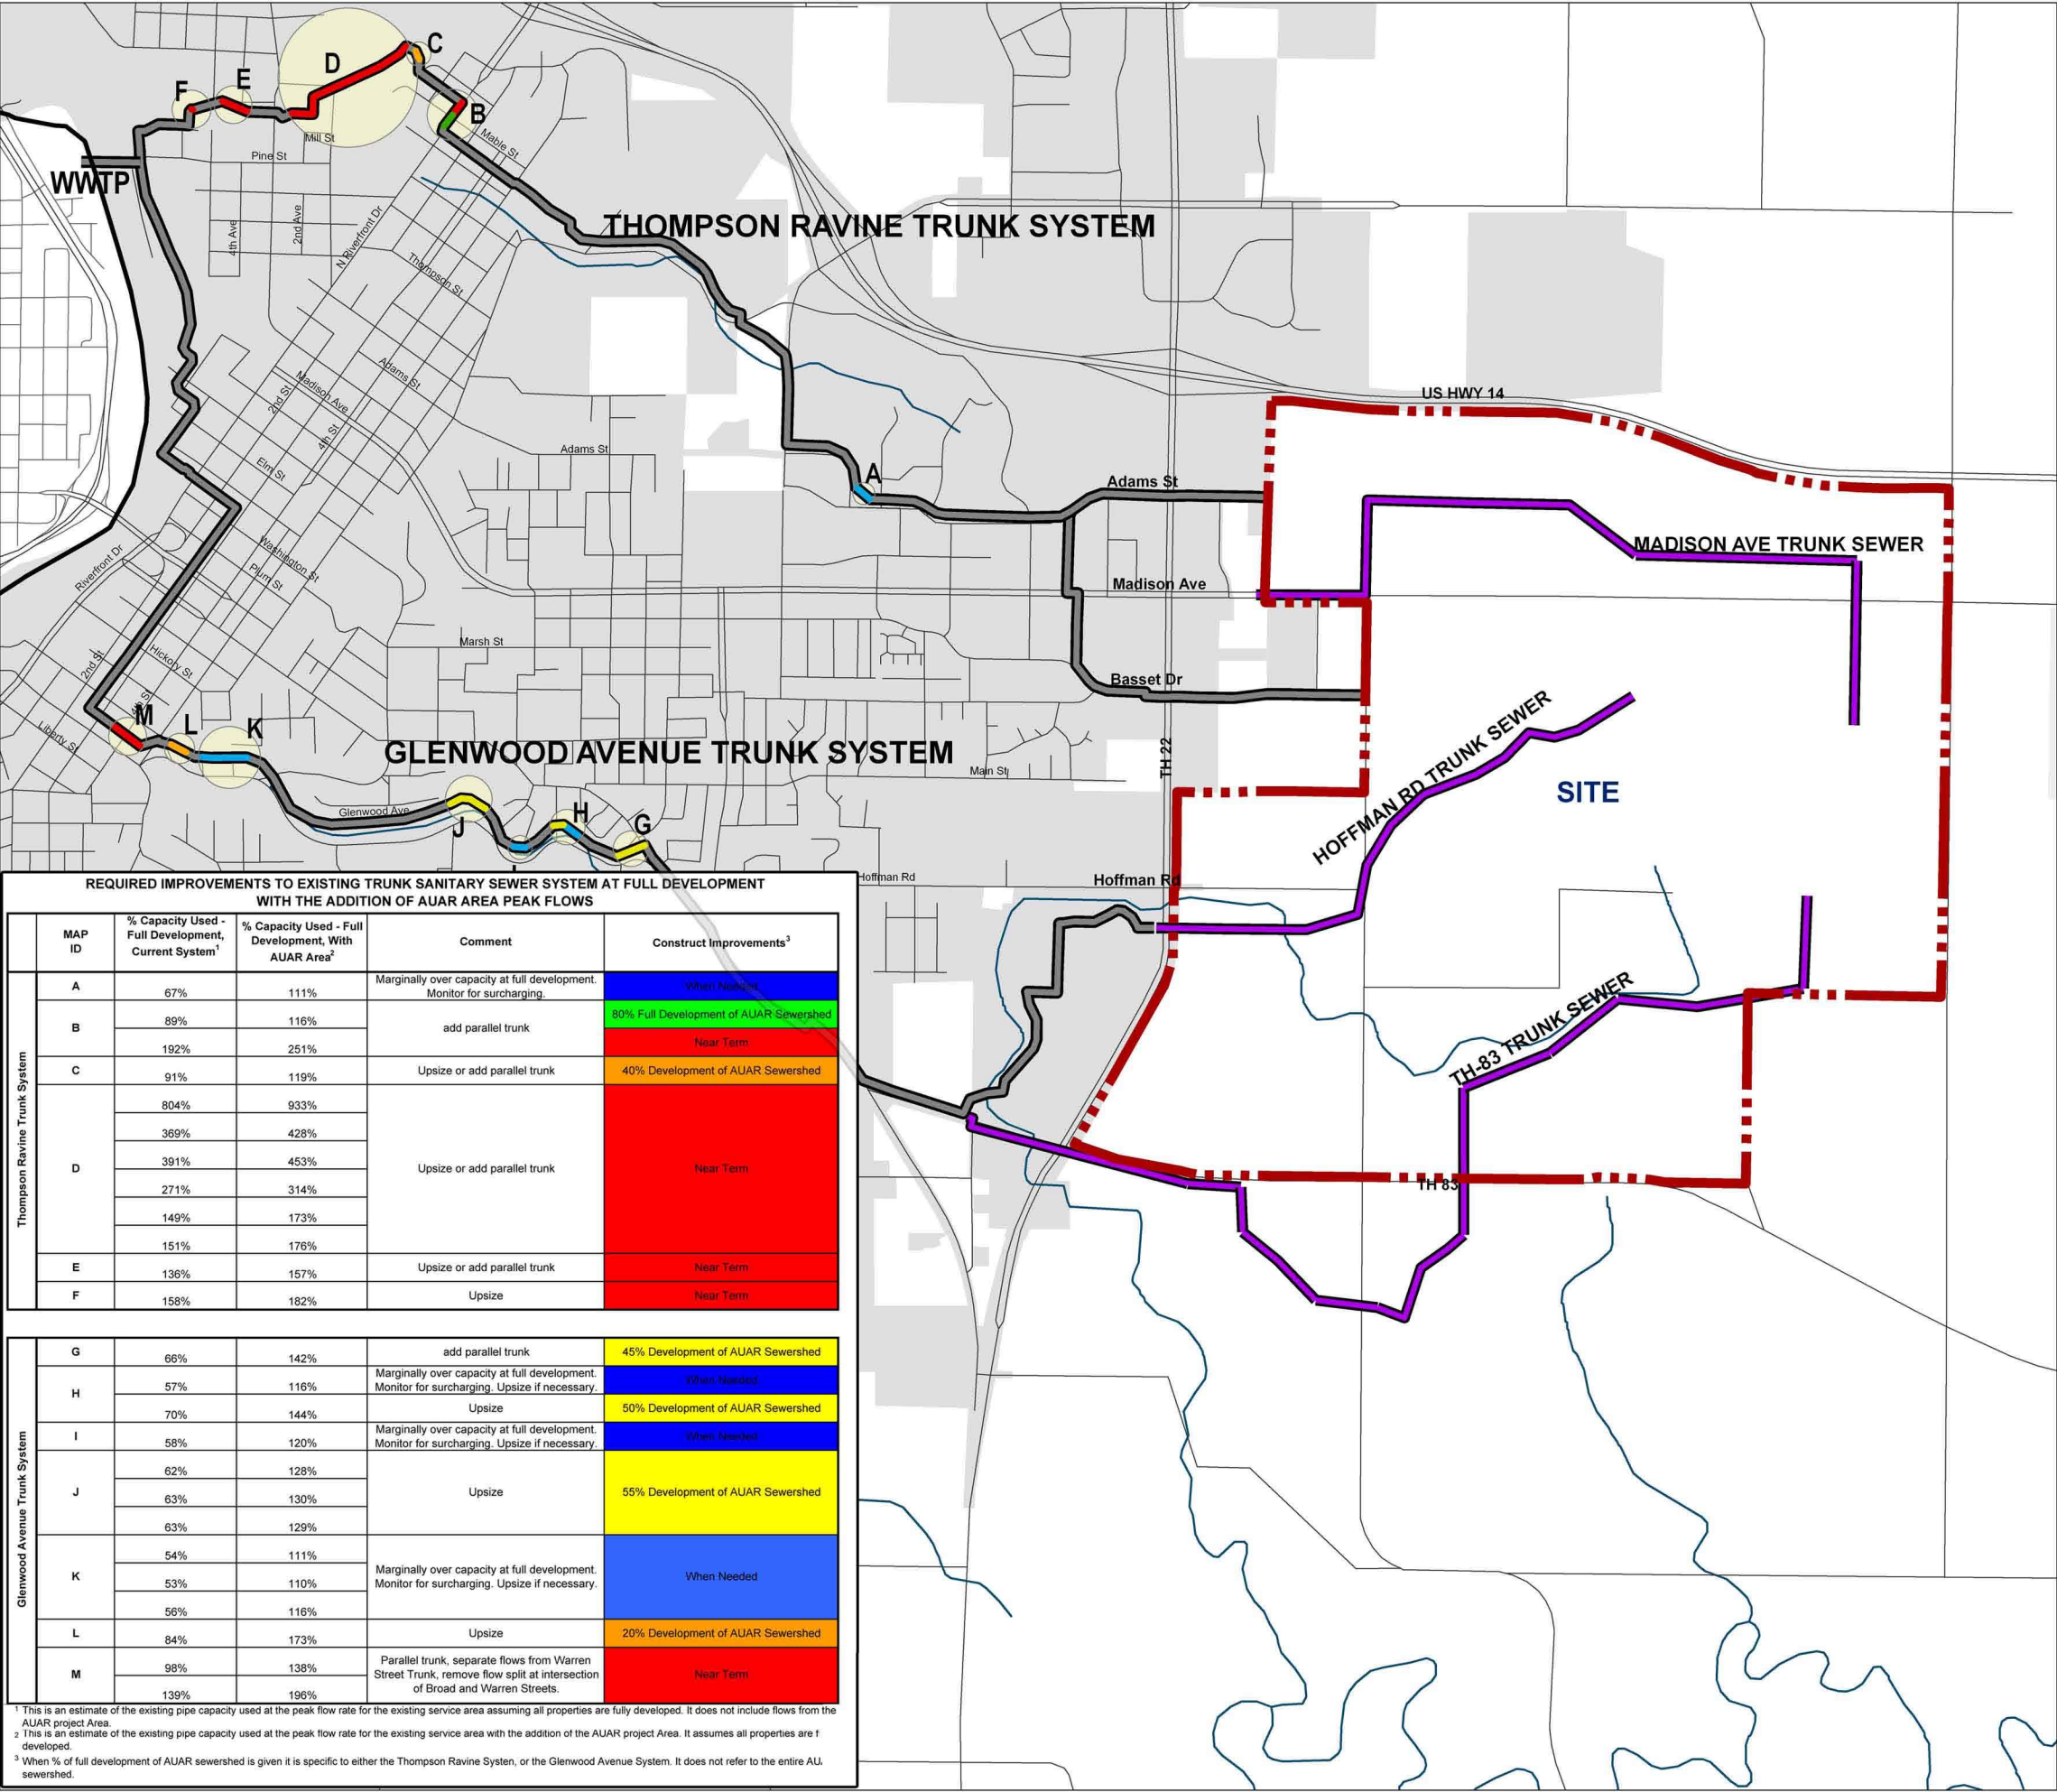 D
C
F
E
B
Mable St
Mill St
Pine St
WWTP
4th Ave
2nd Ave
N Riverfront Dr
Thompson St
THOMPSON RAVINE TRUNK SYSTEM
US HWY 14
Adams St
Madison Ave
2nd St
4th St
Adams St
Elm St
A
Adams St
MADISON AVE TRUNK SEWER
Riverfront Dr
Washington St
Plum St
Madison Ave
Marsh St
Hickory St
2nd St
4th St
Liberty St
Basset Dr
M
L
K
GLENWOOD AVENUE TRUNK SYSTEM
Main St
TH 22
HOFFMAN RD TRUNK SEWER
SITE
Glenwood Ave
J
H
G
Hoffman Rd
Hoffman Rd
TH-83 TRUNK SEWER
TH 83
REQUIRED IMPROVEMENTS TO EXISTING TRUNK SANITARY SEWER SYSTEM AT FULL DEVELOPMENT
WITH THE ADDITION OF AUAR AREA PEAK FLOWS
MAP ID % Capacity Used - Full Development, Current System1 % Capacity Used - Full Development, With AUAR Area2 Comment Construct Improvements3
Thompson Ravine Trunk System
A 67% 111% Marginally over capacity at full development. Monitor for surcharging. When Needed
B 89% 116% add parallel trunk 80% Full Development of AUAR Sewershed
192% 251% Near Term
C 91% 119% Upsize or add parallel trunk 40% Development of AUAR Sewershed
D 804% 933% Upsize or add parallel trunk Near Term
369% 428%
391% 453%
271% 314%
149% 173%
151% 176%
E 136% 157% Upsize or add parallel trunk Near Term
F 158% 182% Upsize Near Term
Glenwood Avenue Trunk System
G 66% 142% add parallel trunk 45% Development of AUAR Sewershed
H 57% 116% Marginally over capacity at full development. Monitor for surcharging. Upsize if necessary. When Needed
70% 144% Upsize 50% Development of AUAR Sewershed
I 58% 120% Marginally over capacity at full development. Monitor for surcharging. Upsize if necessary. When Needed
J 62% 128% Upsize 55% Development of AUAR Sewershed
63% 130%
63% 129%
K 54% 111% Marginally over capacity at full development. Monitor for surcharging. Upsize if necessary. When Needed
53% 110%
56% 116%
L 84% 173% Upsize 20% Development of AUAR Sewershed
M 98% 138% Parallel trunk, separate flows from Warren Street Trunk, remove flow split at intersection of Broad and Warren Streets. Near Term
139% 196%
1 This is an estimate of the existing pipe capacity used at the peak flow rate for the existing service area assuming all properties are fully developed. It does not include flows from the
AUAR project Area.
2 This is an estimate of the existing pipe capacity used at the peak flow rate for the existing service area with the addition of the AUAR project Area. It assumes all properties are
developed.
3 When % of full development of AUAR sewershed is given it is specific to either the Thompson Ravine Systen, or the Glenwood Avenue System. It does not refer to the entire
sewershed.